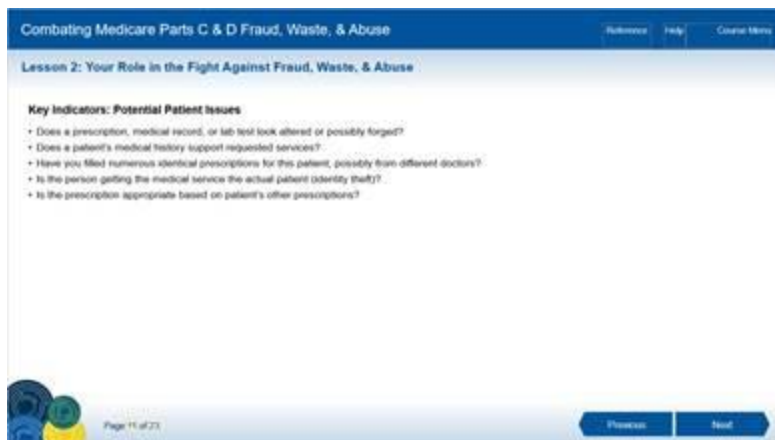 Combating Medicare Parts C & D Fraud, Waste, & Abuse
Reference Help Course Menu
Lesson 2: Your Role in the Fight Against Fraud, Waste, & Abuse
Key Indicators: Potential Patient Issues
• Does a prescription, medical record, or lab test look altered or possibly forged?
• Does a patient's medical history support requested services?
• Have you filled numerous identical prescriptions for this patient, possibly from different doctors?
• Is the person getting the medical service the actual patient (identity theft)?
• Is the prescription appropriate based on patient's other prescriptions?
Page 11 of 23
Previous Next